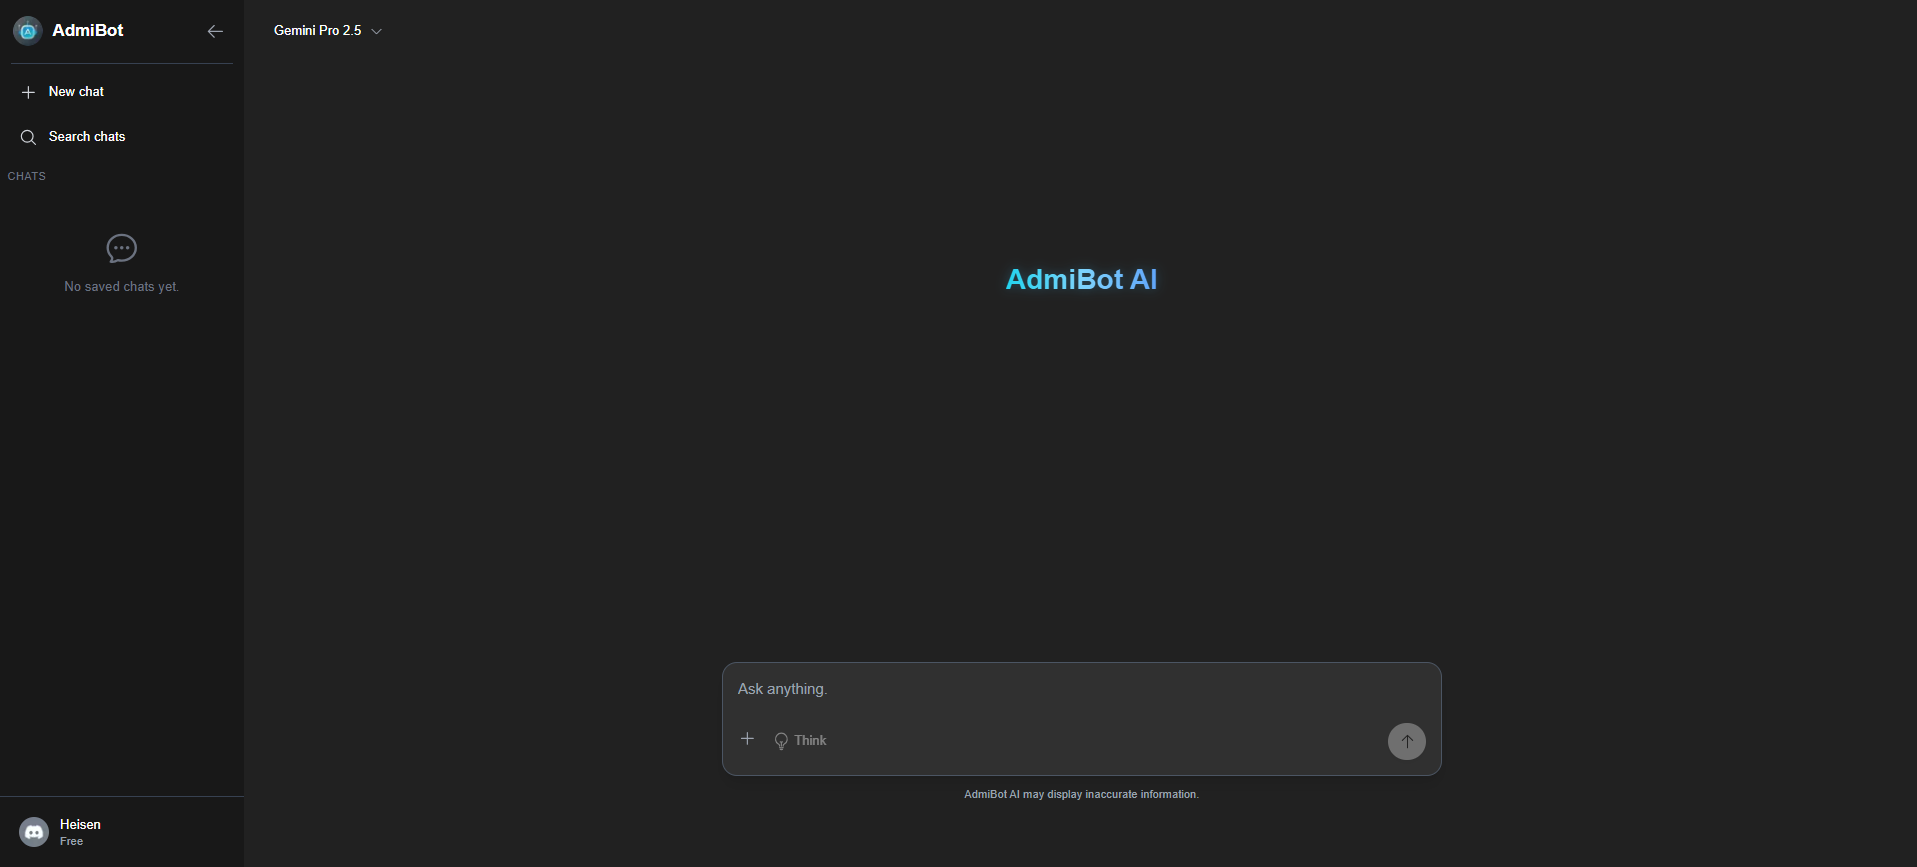 AdmiBot
New chat
Search chats
CHATS
No saved chats yet.
Heisen
Free
Gemini Pro 2.5
AdmiBot AI
Ask anything.
Think
AdmiBot AI may display inaccurate information.